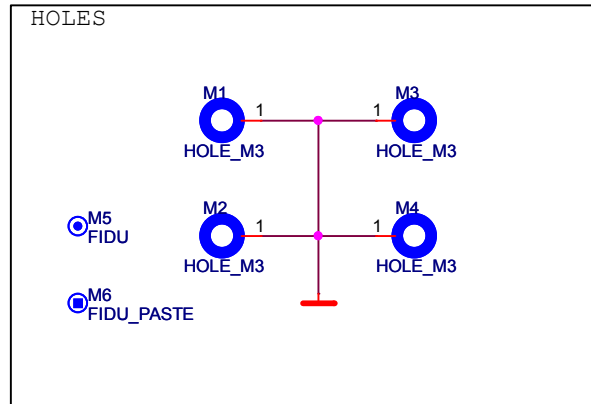 HOLES
M1
1
HOLE_M3
M3
1
HOLE_M3
M2
1
HOLE_M3
M4
1
HOLE_M3
M5
FIDU
M6
FIDU_PASTE